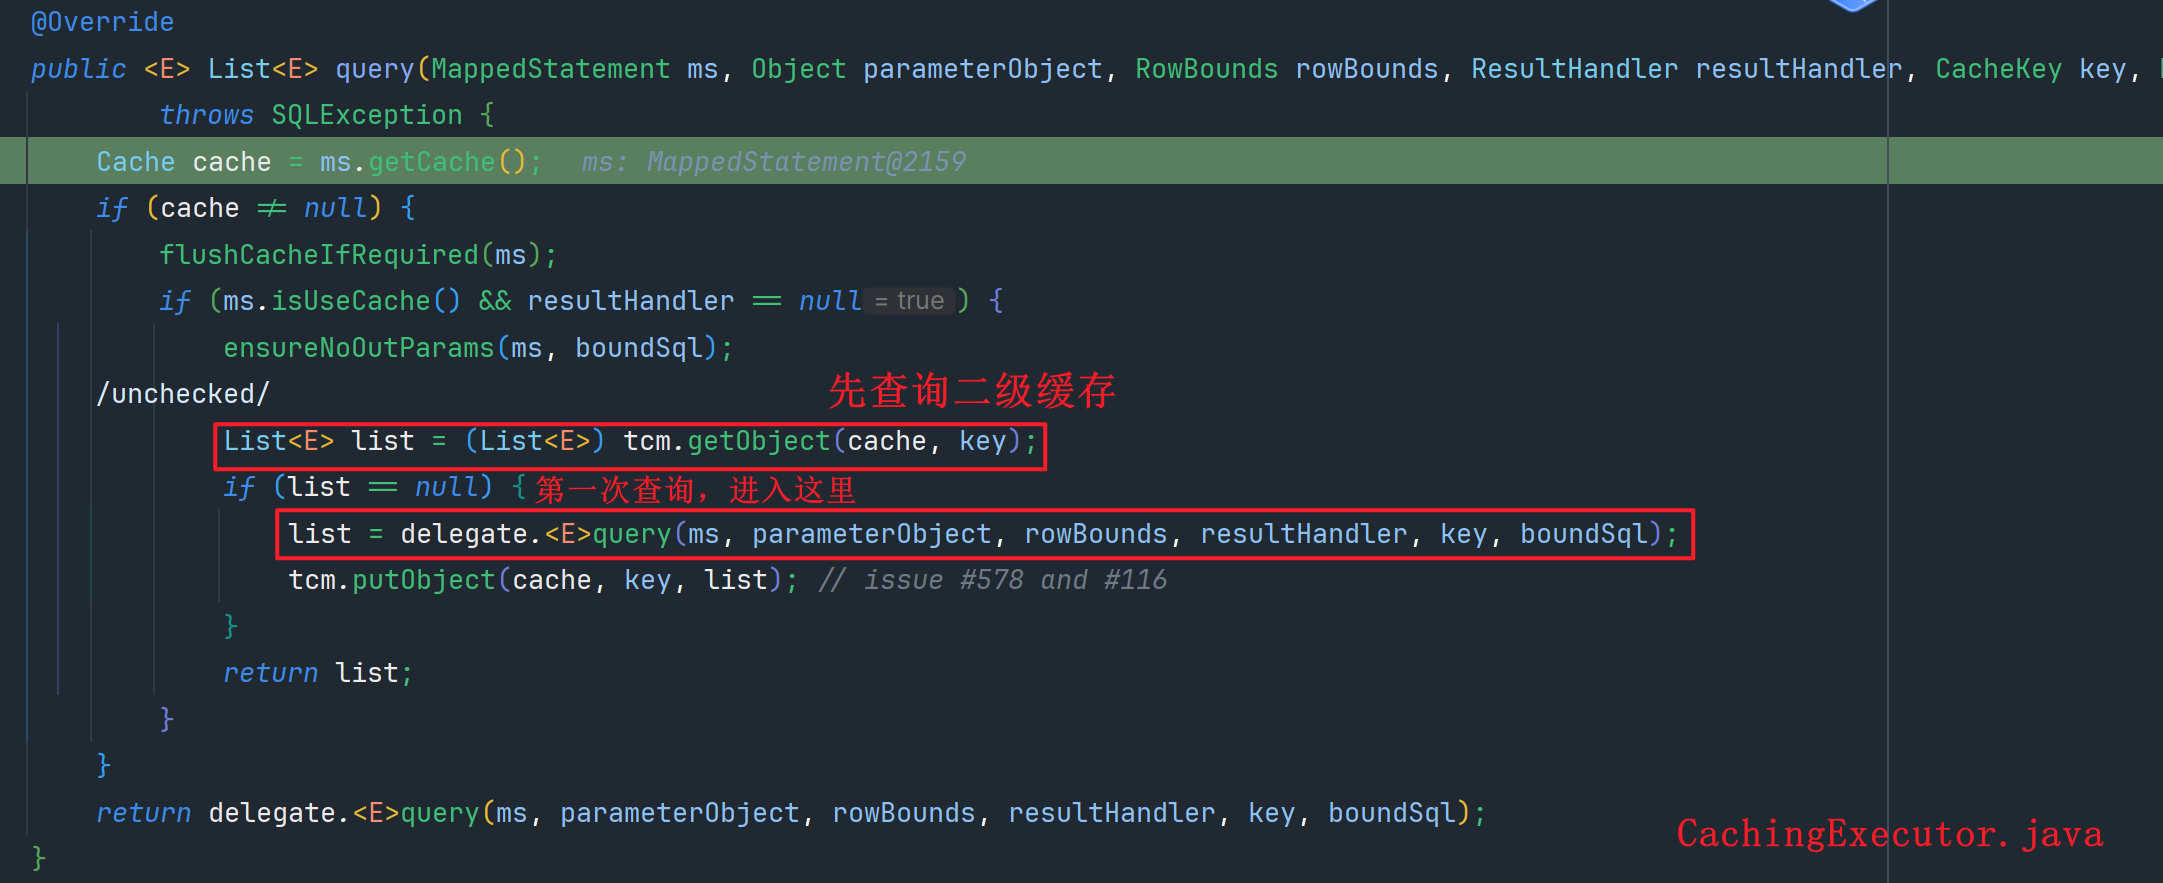 @Override
public <E> List<E> query(MappedStatement ms, Object parameterObject, RowBounds rowBounds, ResultHandler resultHandler, CacheKey key,
throws SQLException {
Cache cache = ms.getCache(); ms: MappedStatement@2159
if (cache ≠ null) {
flushCacheIfRequired(ms);
if (ms.isUseCache() && resultHandler == null = true ) {
ensureNoOutParams(ms, boundSql);
/unchecked/
先查询二级缓存
List<E> list = (List<E>) tcm.getObject(cache, key);
if (list == null) { 第一次查询，进入这里
list = delegate.<E>query(ms, parameterObject, rowBounds, resultHandler, key, boundSql);
tcm.putObject(cache, key, list); // issue #578 and #116
}
return list;
}
}
return delegate.<E>query(ms, parameterObject, rowBounds, resultHandler, key, boundSql);
CachingExecutor.java
}